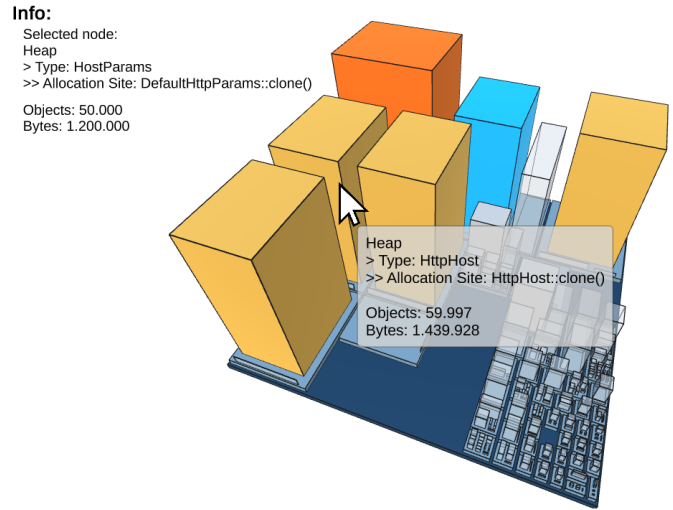 Info:
Selected node:
Heap
> Type: HostParams
>> Allocation Site: DefaultHttpParams::clone()
Objects: 50.000
Bytes: 1.200.000
Heap
> Type: HttpHost
>> Allocation Site: HttpHost::clone()
Objects: 59.997
Bytes: 1.439.928